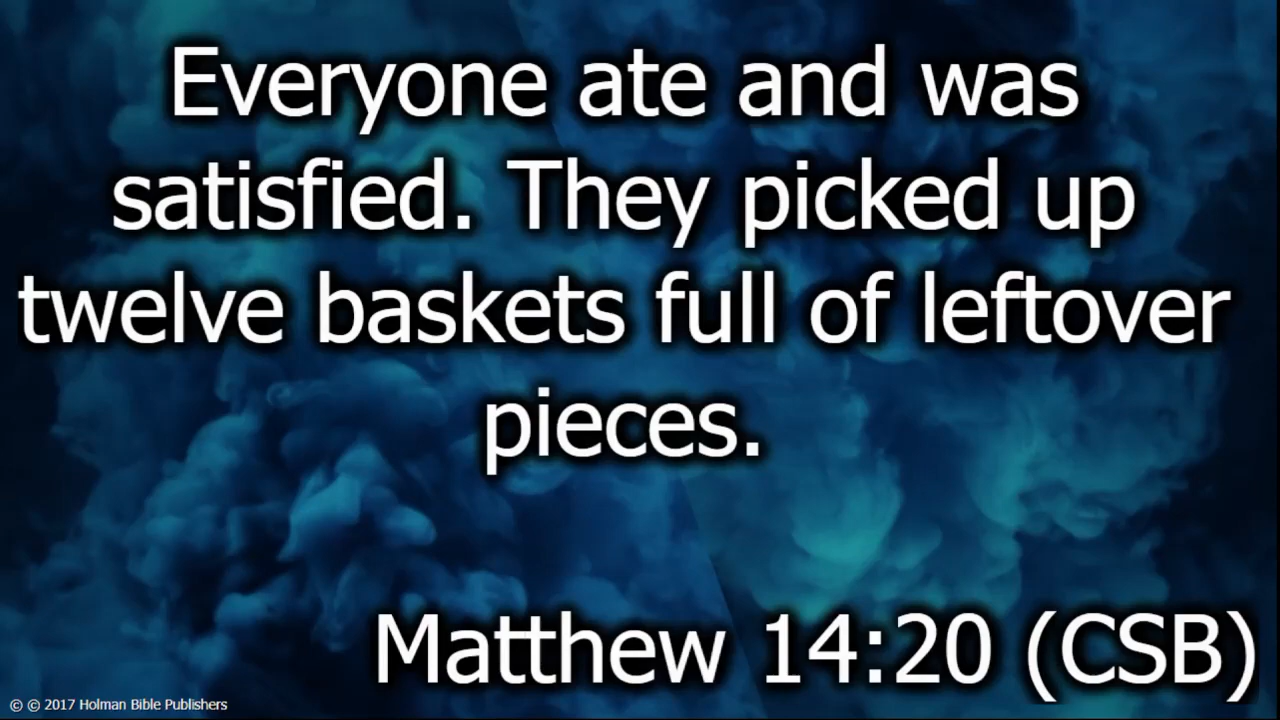 Everyone ate and was
satisfied. They picked up
twelve baskets full of leftover
pieces.
Matthew 14:20 (CSB)
© © 2017 Holman Bible Publishers